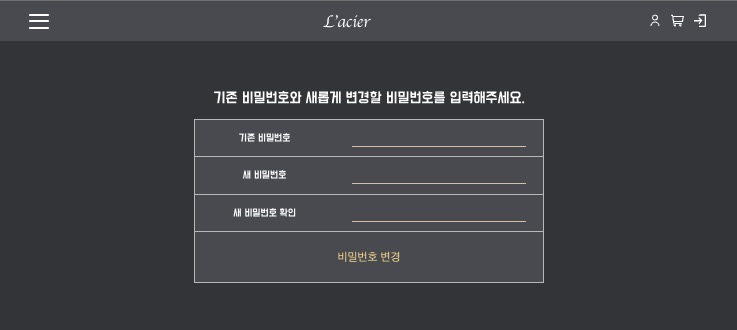 L'acier
기존 비밀번호와 새롭게 변경할 비밀번호를 입력해주세요.
기존 비밀번호
새 비밀번호
새 비밀번호 확인
비밀번호 변경